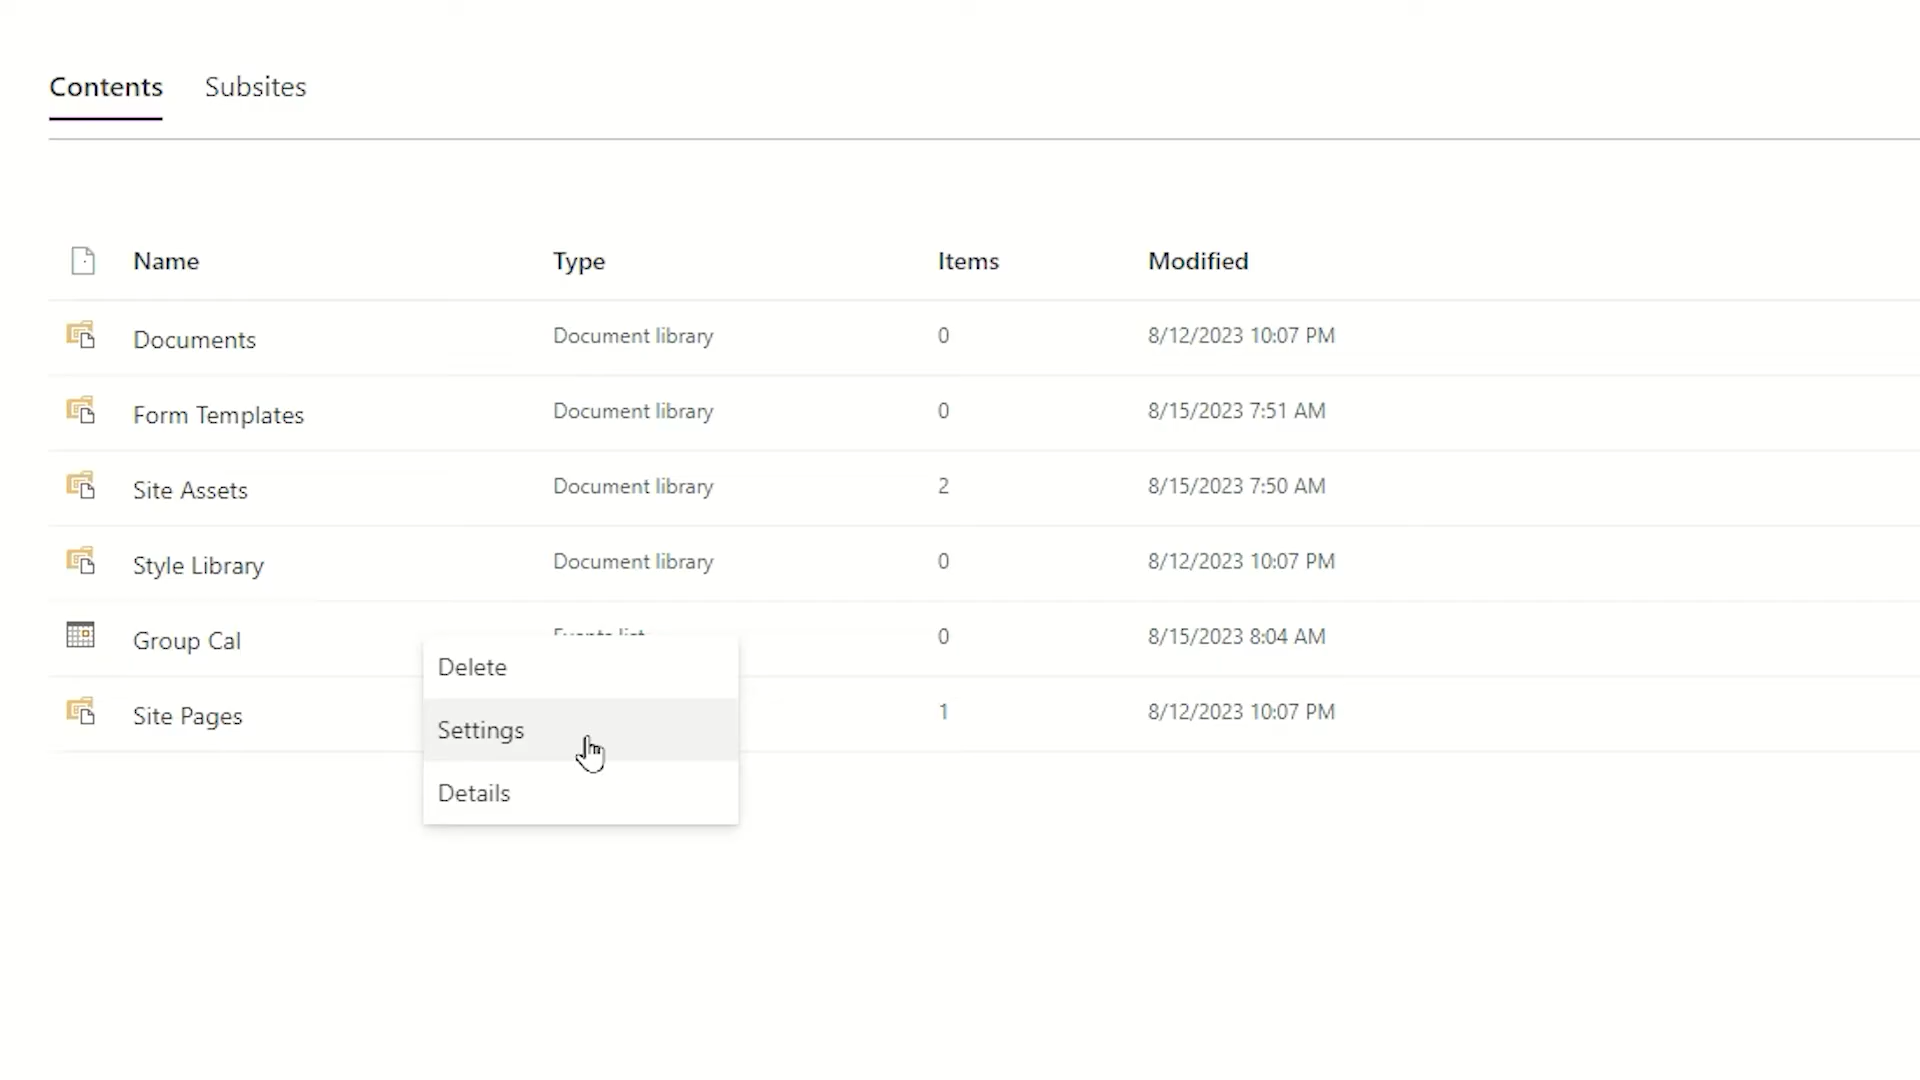 Contents Subsites
Name Type Items Modified
Documents Document library 0 8/12/2023 10:07 PM
Form Templates Document library 0 8/15/2023 7:51 AM
Site Assets Document library 2 8/15/2023 7:50 AM
Style Library Document library 0 8/12/2023 10:07 PM
Group Cal Events list 0 8/15/2023 8:04 AM
Delete
Site Pages 1 8/12/2023 10:07 PM
Settings
Details